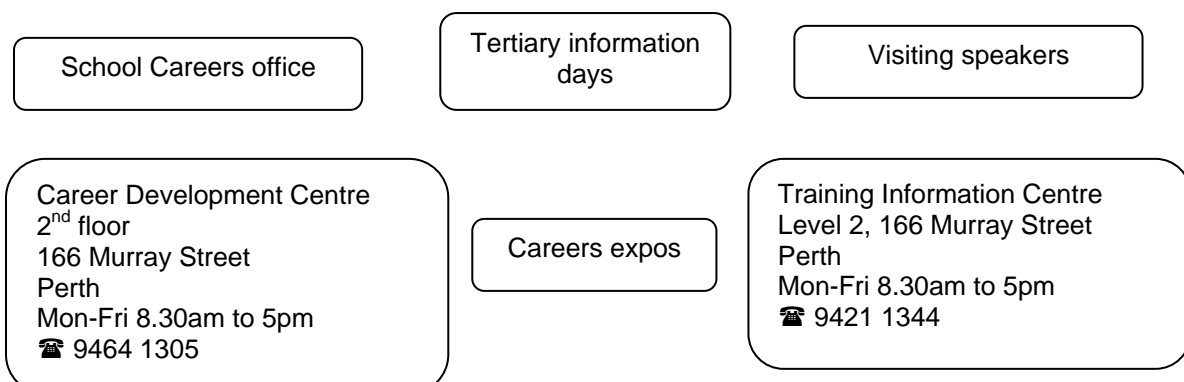 School Careers office
Tertiary information
days
Visiting speakers
Career Development Centre
2nd floor
166 Murray Street
Perth
Mon-Fri 8.30am to 5pm
☎ 9464 1305
Careers expos
Training Information Centre
Level 2, 166 Murray Street
Perth
Mon-Fri 8.30am to 5pm
☎ 9421 1344